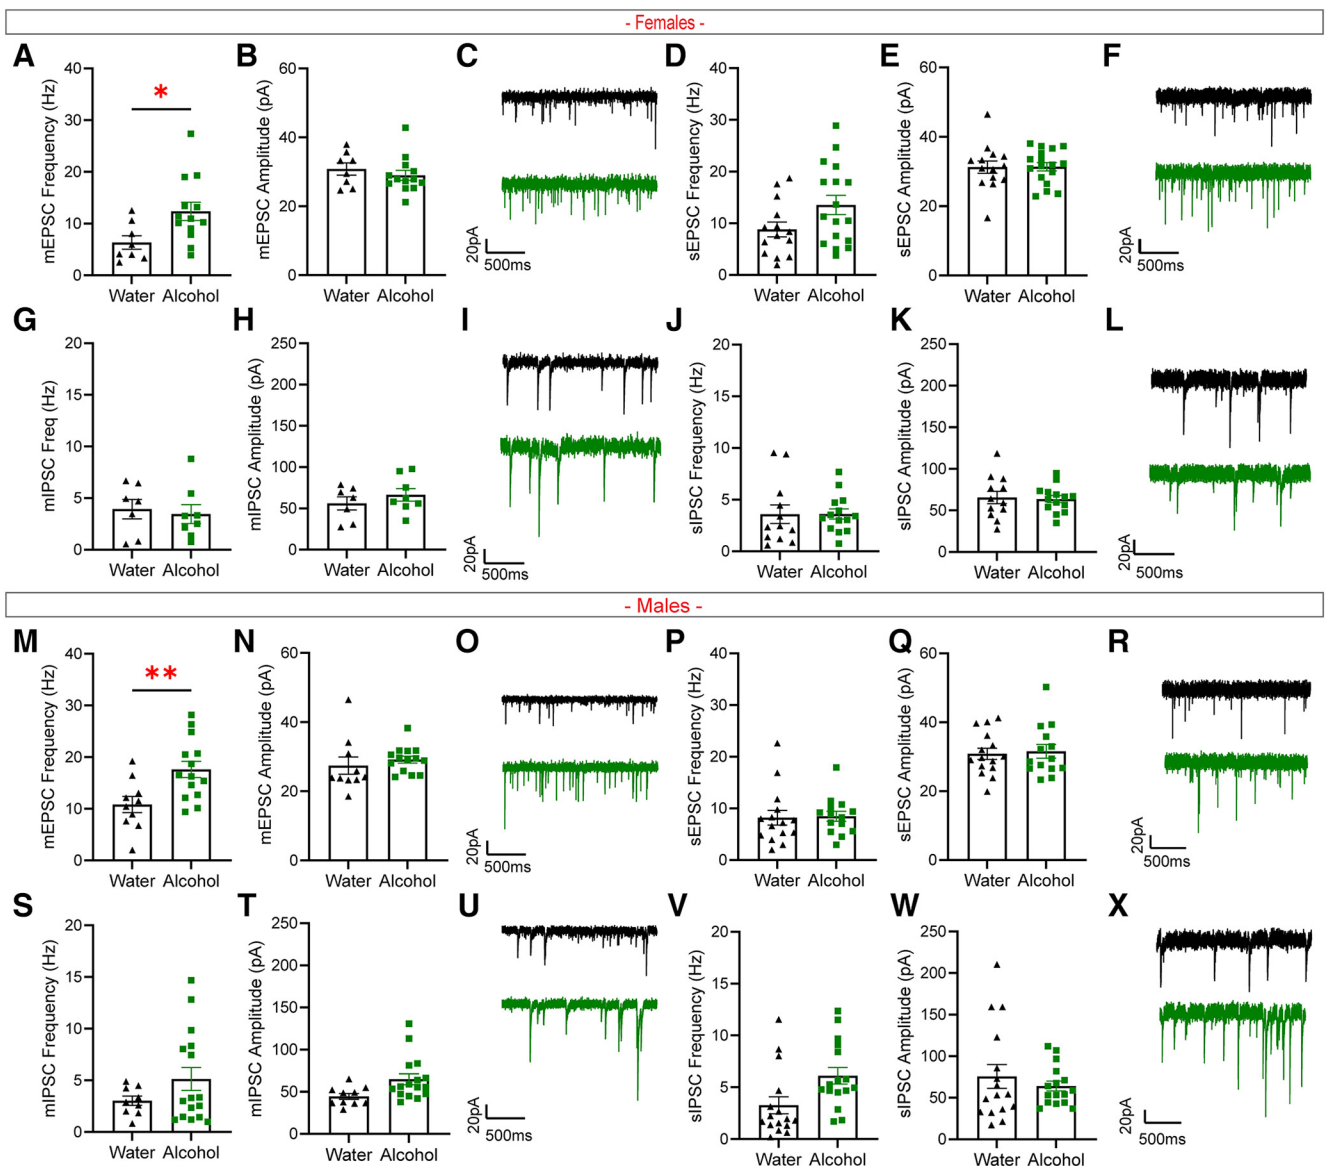 - Females -
A B C D E F
mEPSC Frequency (Hz)
40
30
20
10
0
*
Water Alcohol
mEPSC Amplitude (pA)
60
40
20
0
Water Alcohol
20pA
500ms
sEPSC Frequency (Hz)
40
30
20
10
0
Water Alcohol
sEPSC Amplitude (pA)
60
40
20
0
Water Alcohol
20pA
500ms
G H I J K L
mIPSC Freq (Hz)
20
15
10
5
0
Water Alcohol
mIPSC Amplitude (pA)
250
200
150
100
50
0
Water Alcohol
20pA
500ms
sIPSC Frequency (Hz)
20
15
10
5
0
Water Alcohol
sIPSC Amplitude (pA)
250
200
150
100
50
0
Water Alcohol
20pA
500ms
- Males -
M N O P Q R
mEPSC Frequency (Hz)
40
30
20
10
0
**
Water Alcohol
mEPSC Amplitude (pA)
60
40
20
0
Water Alcohol
20pA
500ms
sEPSC Frequency (Hz)
40
30
20
10
0
Water Alcohol
sEPSC Amplitude (pA)
60
40
20
0
Water Alcohol
20pA
500ms
S T U V W X
mIPSC Frequency (Hz)
20
15
10
5
0
Water Alcohol
mIPSC Amplitude (pA)
250
200
150
100
50
0
Water Alcohol
20pA
500ms
sIPSC Frequency (Hz)
20
15
10
5
0
Water Alcohol
sIPSC Amplitude (pA)
250
200
150
100
50
0
Water Alcohol
20pA
500ms